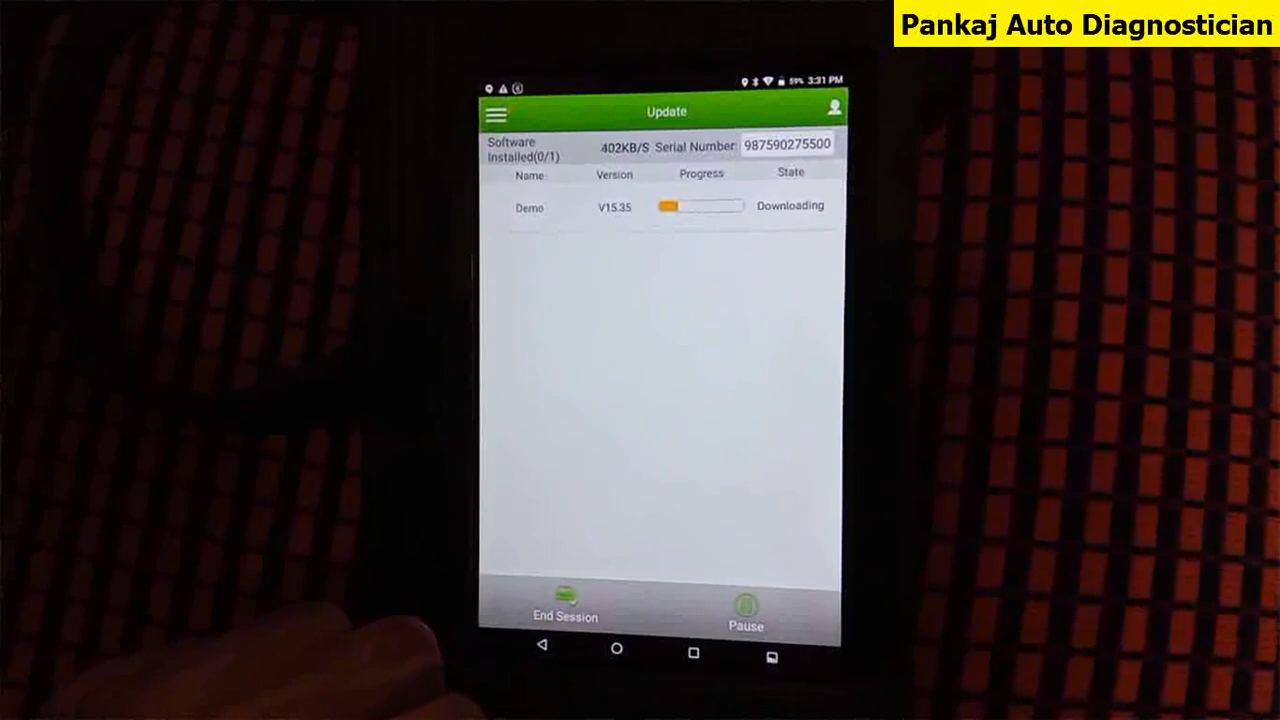 Pankaj Auto Diagnostician
59% 3:31 PM
Update
Software Installed(0/1) 402KB/S Serial Number: 987590275500
Name Version Progress State
Demo V15.35 Downloading
End Session Pause